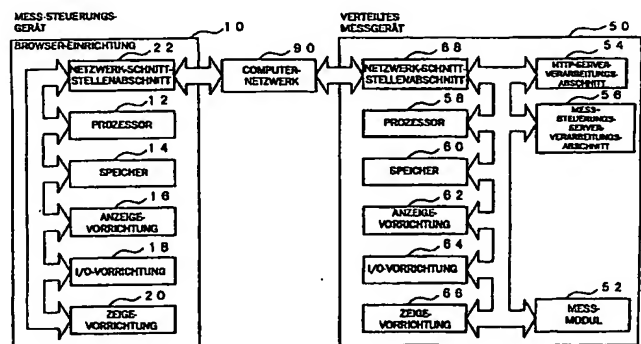 MESS-STEUERUNGS-
GERÄT
10
BROWSER-EINRICHTUNG
22
NETZWERK-SCHNITT-
STELLENABSCHNITT
12
PROZESSOR
14
SPEICHER
16
ANZEIGE-
VORRICHTUNG
18
I/O-VORRICHTUNG
20
ZEIGE-
VORRICHTUNG
90
COMPUTER-
NETZWERK
VERTEILTES
MESSGERÄT
50
68
NETZWERK-SCHNITT-
STELLENABSCHNITT
58
PROZESSOR
60
SPEICHER
62
ANZEIGE-
VORRICHTUNG
64
I/O-VORRICHTUNG
66
ZEIGE-
VORRICHTUNG
54
HTTP-SERVER-
VERARBEITUNGS-
ABSCHNITT
56
MESS-
STEUERUNGS-
SERVER-
VERARBEITUNGS-
ABSCHNITT
52
MESS-
MODUL